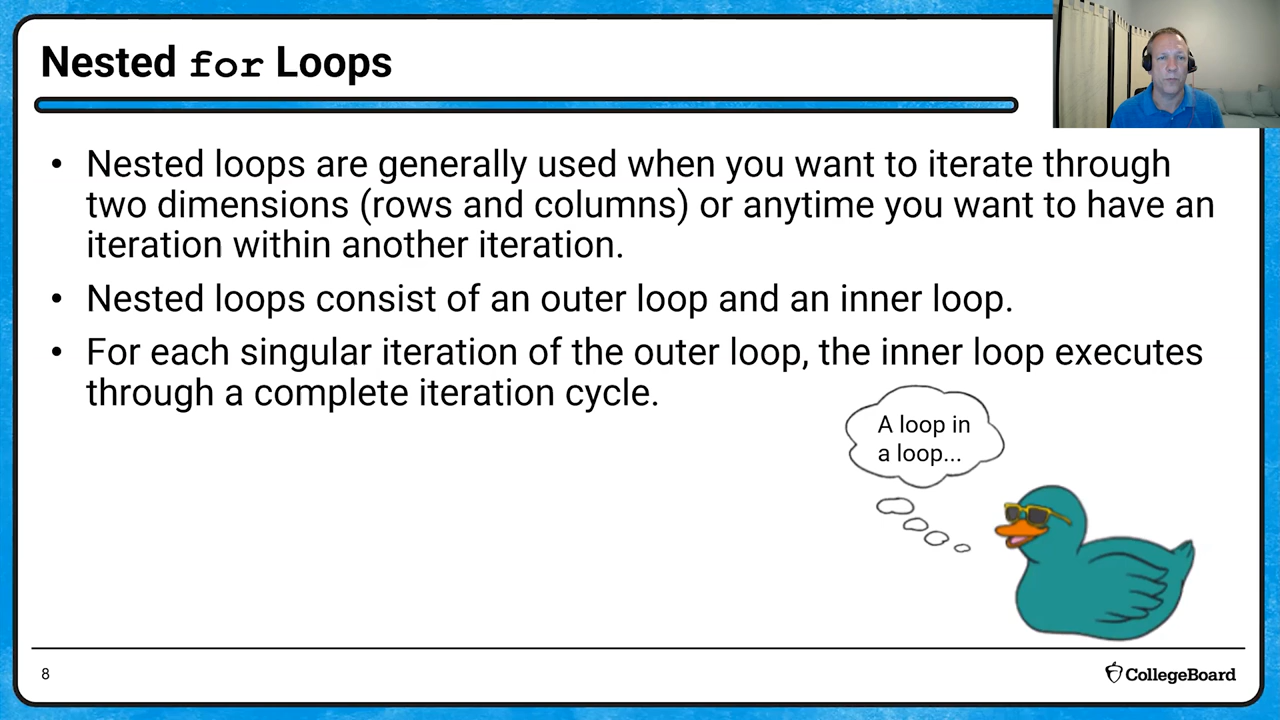 Nested for Loops
• Nested loops are generally used when you want to iterate through
two dimensions (rows and columns) or anytime you want to have an
iteration within another iteration.
• Nested loops consist of an outer loop and an inner loop.
• For each singular iteration of the outer loop, the inner loop executes
through a complete iteration cycle.
A loop in
a loop...
8
CollegeBoard